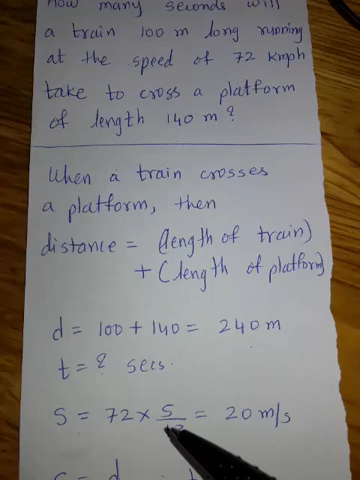 How many seconds will
a train 100 m long running
at the speed of 72 kmph
take to cross a platform
of length 140 m?
When a train crosses
a platform, then
distance = (length of train)
+ (length of platform)
d = 100 + 140 = 240 m
t = ? secs.
S = 72 × 5/18 = 20 m/s